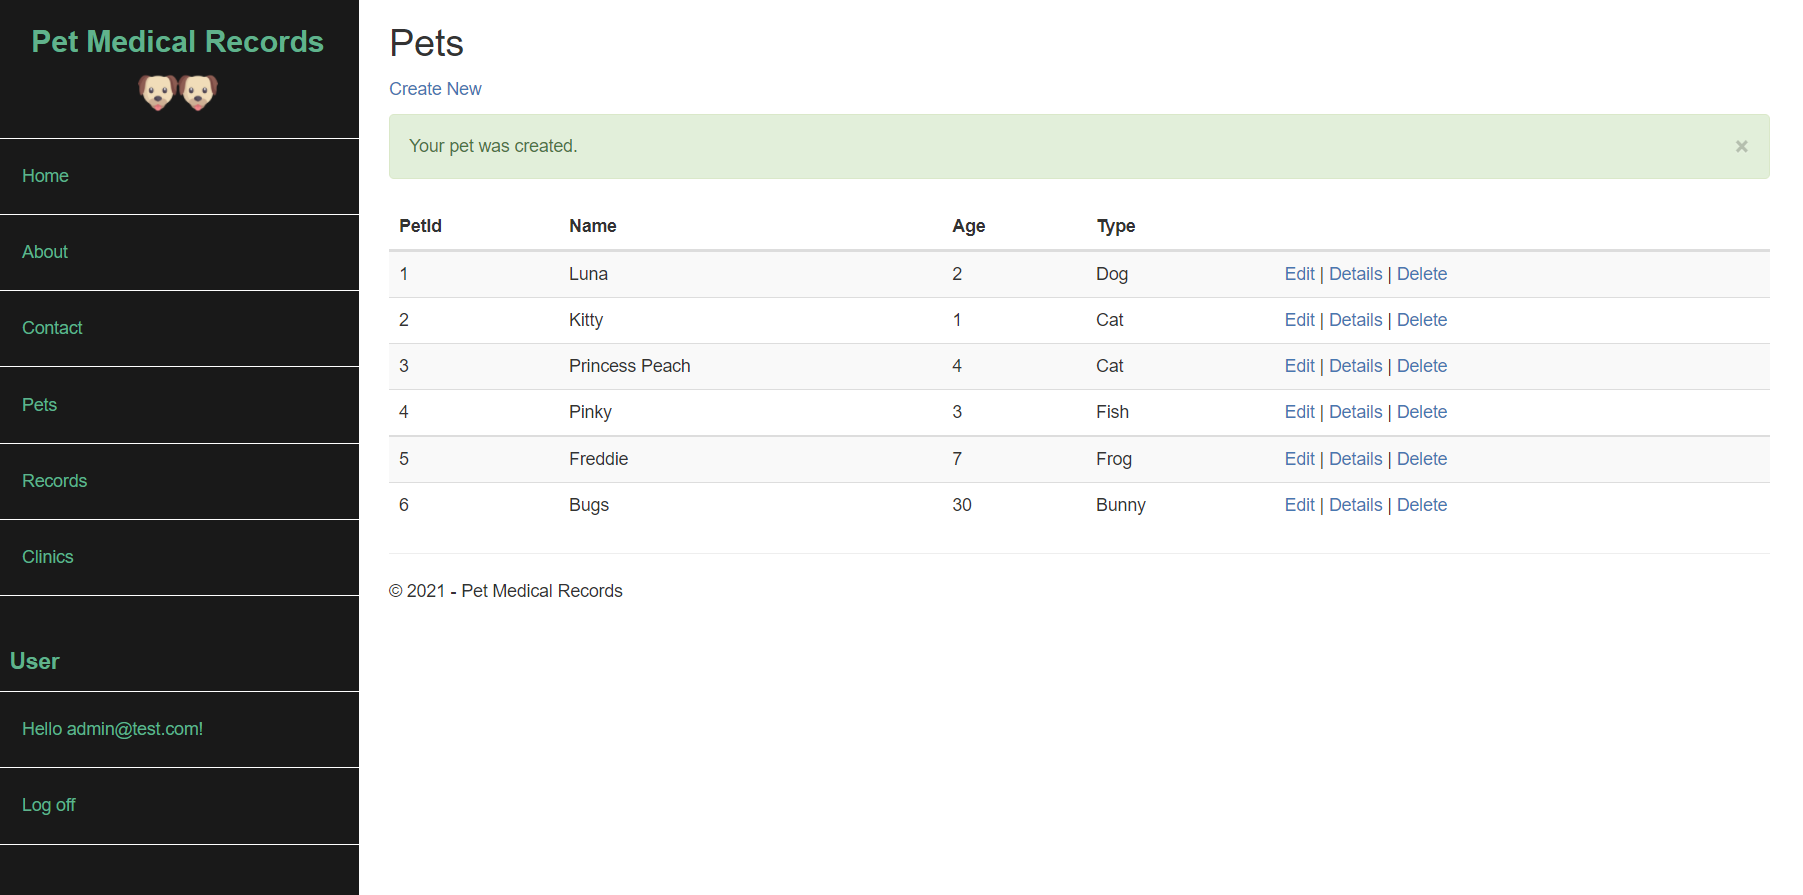 Pet Medical Records
Home
About
Contact
Pets
Records
Clinics
User
Hello admin@test.com!
Log off
Pets
Create New
Your pet was created. ×
PetId Name Age Type
1 Luna 2 Dog Edit | Details | Delete
2 Kitty 1 Cat Edit | Details | Delete
3 Princess Peach 4 Cat Edit | Details | Delete
4 Pinky 3 Fish Edit | Details | Delete
5 Freddie 7 Frog Edit | Details | Delete
6 Bugs 30 Bunny Edit | Details | Delete
© 2021 - Pet Medical Records